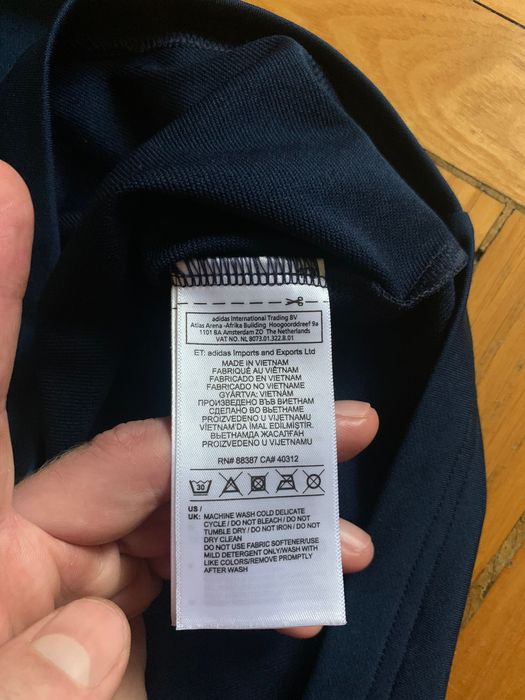 adidas International Trading BV
Atlas Arena -Afrika Building Hoogoorddreef 9a
1101 BA Amsterdam ZO The Netherlands
VAT NO. NL 8073.01.322.B.01
ET: adidas Imports and Exports Ltd
MADE IN VIETNAM
FABRIQUÉ AU VIÊTNAM
FABRICADO EN VIETNAM
FABRICADO NO VIETNAME
GYÁRTVA: VIETNAM
ПРОИЗВЕДЕНО ВЪВ ВИЕТНАМ
СДЕЛАНО ВО ВЬЕТНАМЕ
PROIZVEDENO U VIJETNAMU
VİETNAM'DA İMAL EDİLMİŞTİR.
ВЬЕТНАМДА ЖАСАЛҒАН
PROIZVEDENO U VIJETNAMU
RN# 88387 CA# 40312
30
US /
UK: MACHINE WASH COLD DELICATE
CYCLE / DO NOT BLEACH / DO NOT
TUMBLE DRY / DO NOT IRON / DO NOT
DRY CLEAN
DO NOT USE FABRIC SOFTENER/USE
MILD DETERGENT ONLY/WASH WITH
LIKE COLORS/REMOVE PROMPTLY
AFTER WASH